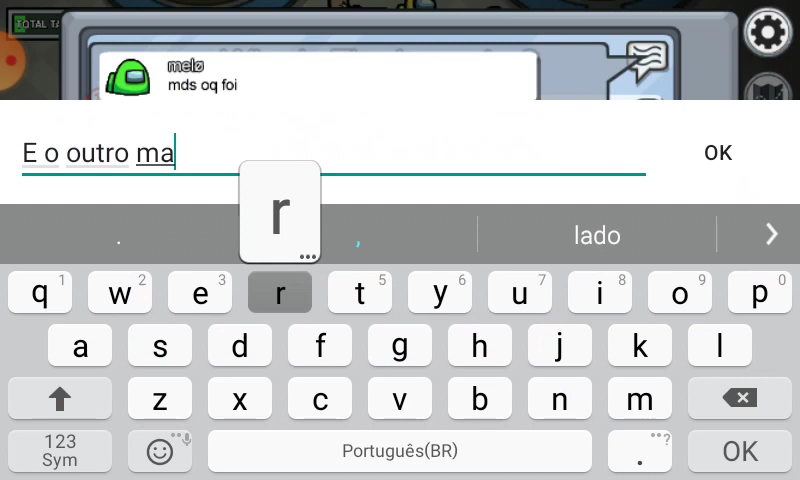 TOTAL TA
melø
mds oq foi
E o outro ma
OK
r
. , lado
q 1 w 2 e 3 r t 5 y 6 u 7 i 8 o 9 p 0
a s d f g h j k l
z x c v b n m
123
Sym
Português(BR)
. ,?
OK